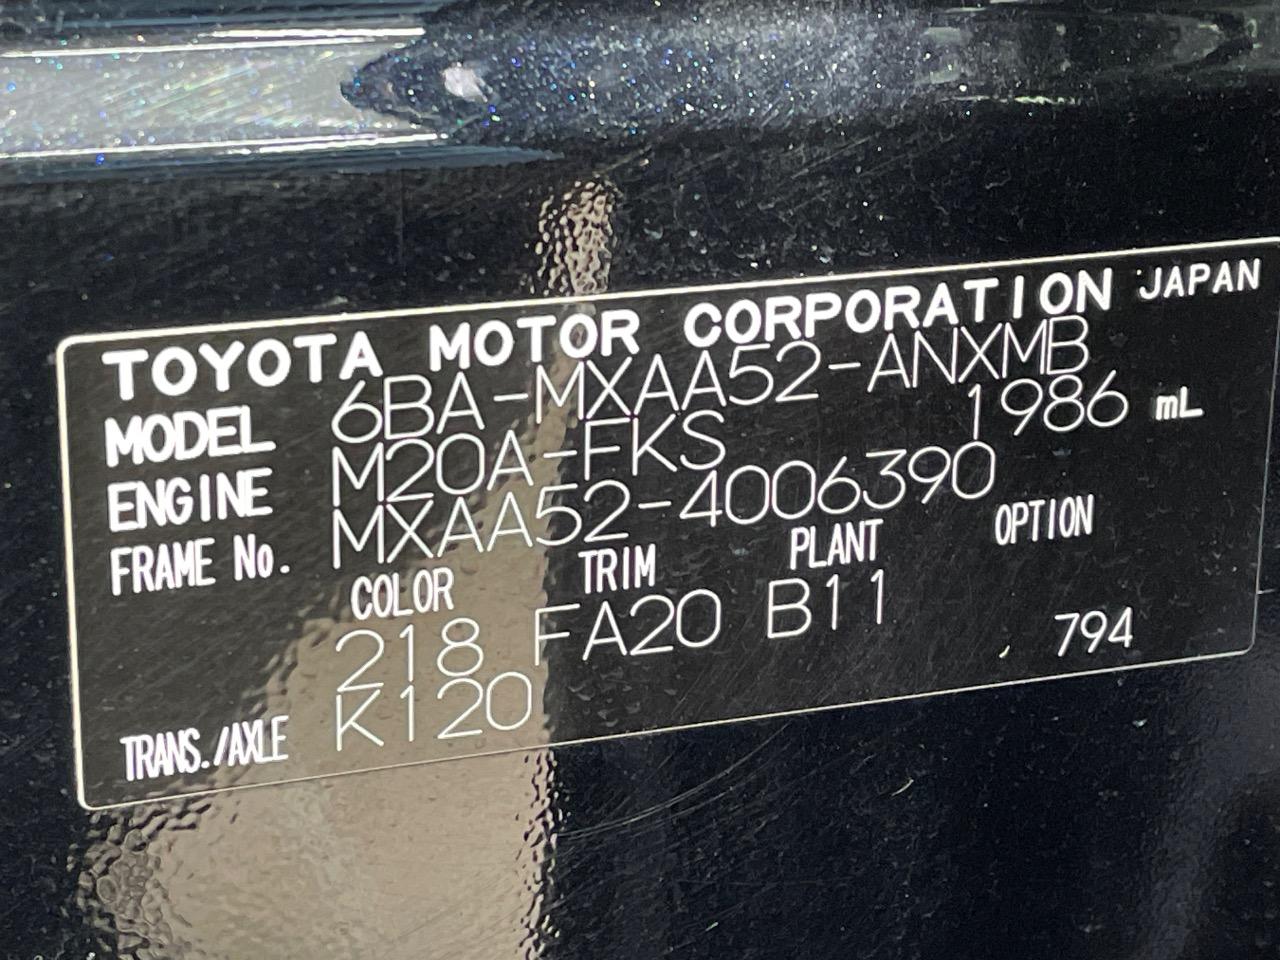 TOYOTA MOTOR CORPORATION JAPAN
MODEL 6BA-MXAA52-ANXMB
ENGINE M20A-FKS 1986 mL
FRAME No. MXAA52-4006390
COLOR TRIM PLANT OPTION
218 FA20 B11 794
TRANS./AXLE K120